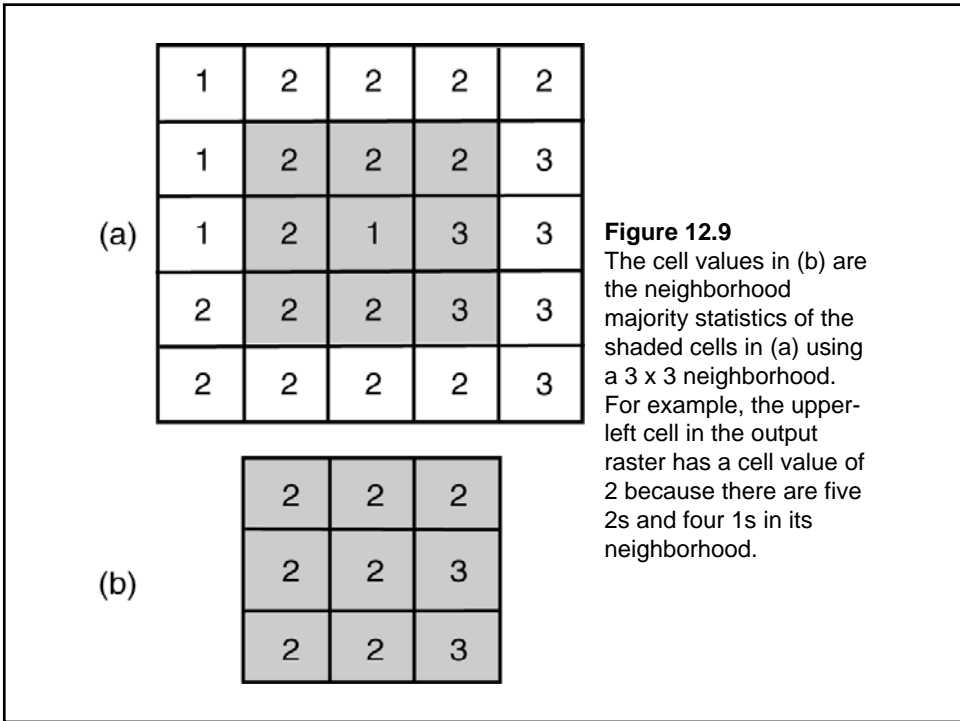 1 2 2 2 2
1 2 2 2 3
(a) 1 2 1 3 3
2 2 2 3 3
2 2 2 2 3
Figure 12.9
The cell values in (b) are
the neighborhood
majority statistics of the
shaded cells in (a) using
a 3 x 3 neighborhood.
For example, the upper-
left cell in the output
raster has a cell value of
2 because there are five
2s and four 1s in its
neighborhood.
2 2 2
(b) 2 2 3
2 2 3